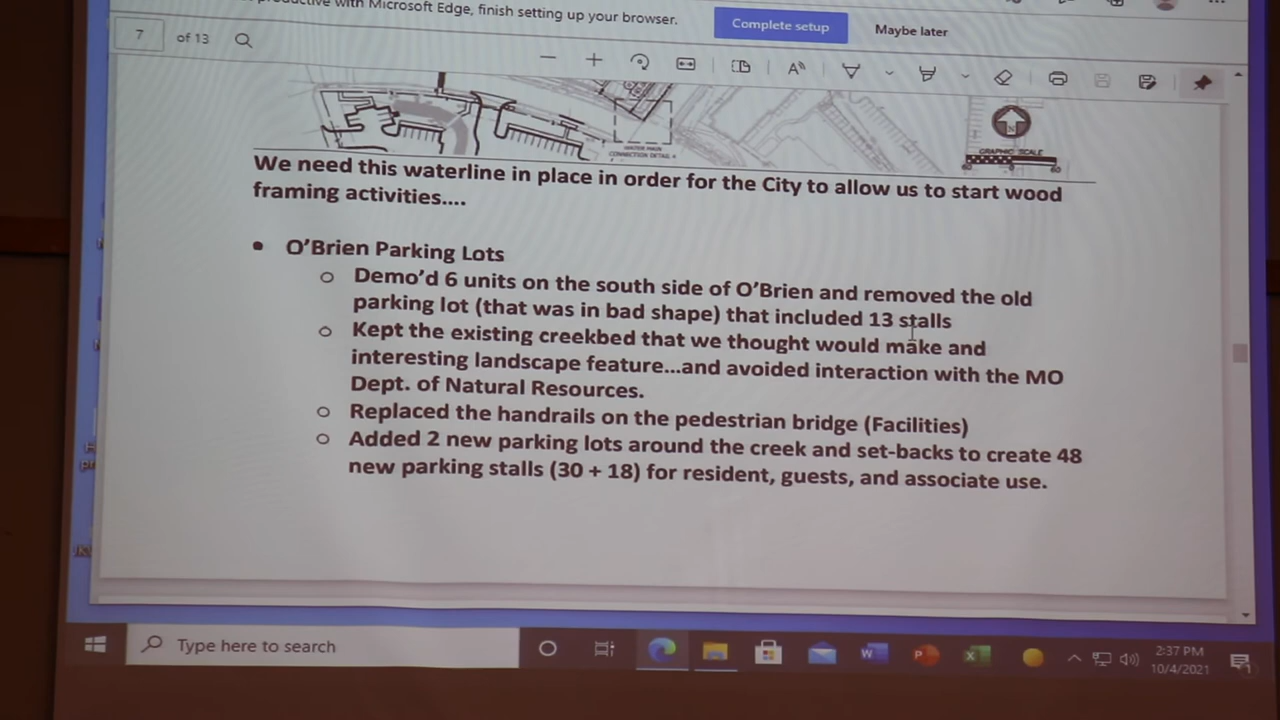 productive with Microsoft Edge, finish setting up your browser.
Complete setup
Maybe later
7 of 13
WATER MAIN
CONNECTION DETAIL
GRAPHIC SCALE
N
We need this waterline in place in order for the City to allow us to start wood
framing activities....
• O'Brien Parking Lots
o Demo'd 6 units on the south side of O'Brien and removed the old
parking lot (that was in bad shape) that included 13 stalls
o Kept the existing creekbed that we thought would make and
interesting landscape feature...and avoided interaction with the MO
Dept. of Natural Resources.
o Replaced the handrails on the pedestrian bridge (Facilities)
o Added 2 new parking lots around the creek and set-backs to create 48
new parking stalls (30 + 18) for resident, guests, and associate use.
Type here to search
2:37 PM
10/4/2021